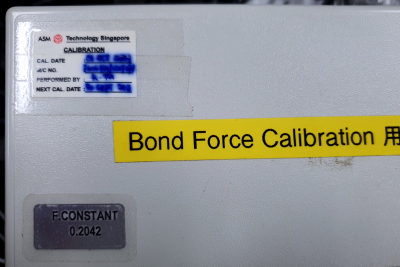 ASM Technology Singapore
CALIBRATION
CAL. DATE
M/C NO.
PERFORMED BY
NEXT CAL. DATE
Bond Force Calibration 用
F.CONSTANT
0.2042